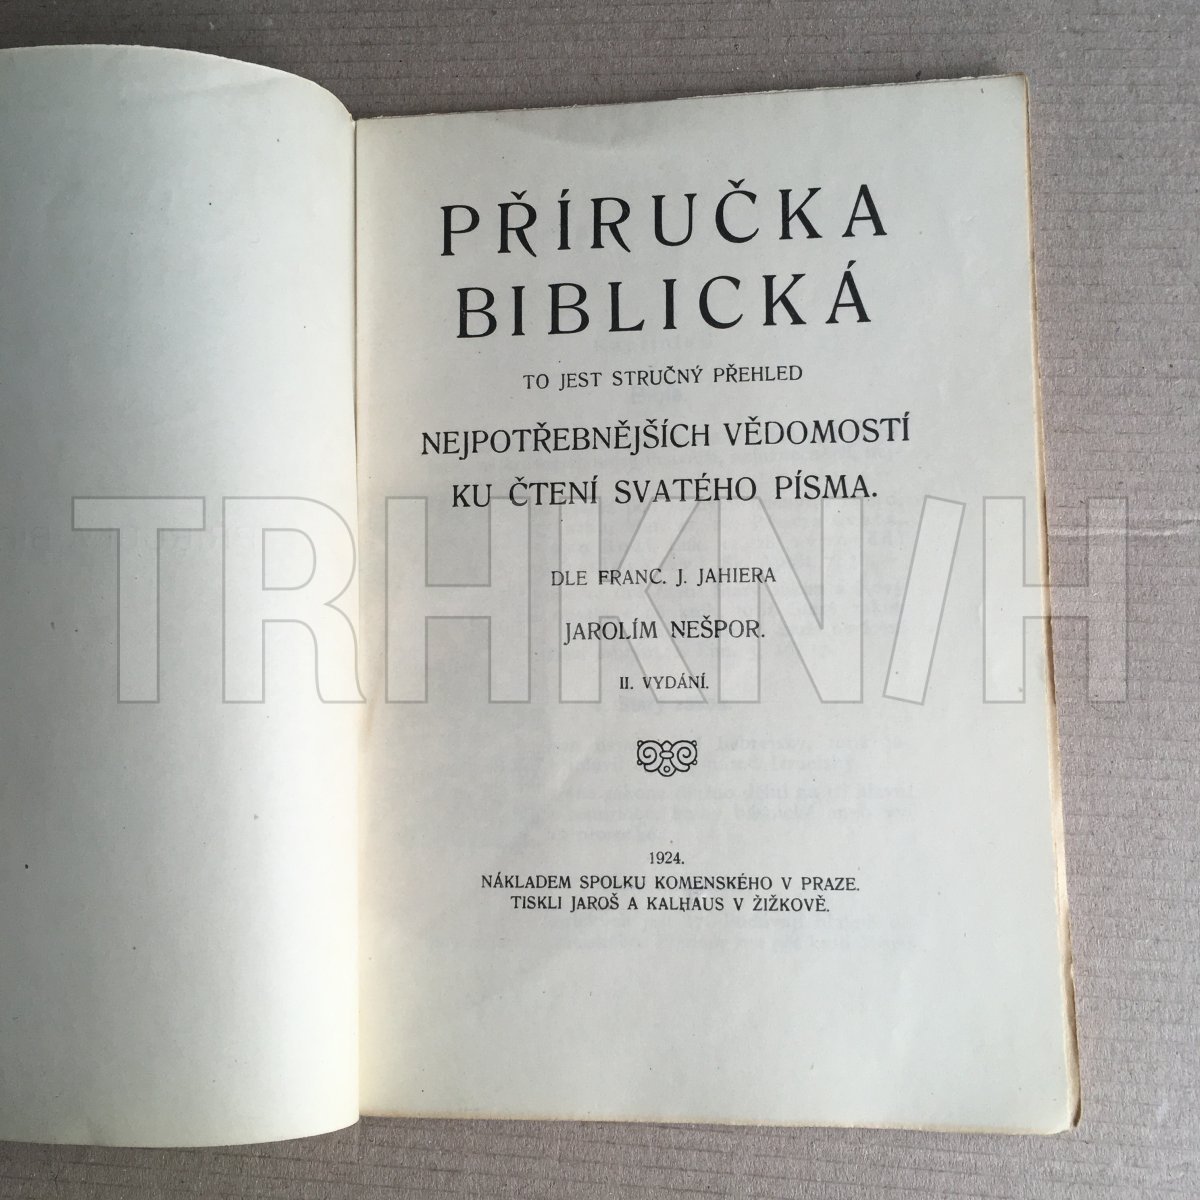 PŘÍRUČKA
BIBLICKÁ
TO JEST STRUČNÝ PŘEHLED
NEJPOTŘEBNĚJŠÍCH VĚDOMOSTÍ
KU ČTENÍ SVATÉHO PÍSMA.
TRHKN/H
DLE FRANC. J. JAHIERA
JAROLÍM NEŠPOR.
II. VYDÁNÍ.
1924.
NÁKLADEM SPOLKU KOMENSKÉHO V PRAZE.
TISKLI JAROŠ A KALHAUS V ŽIŽKOVĚ.